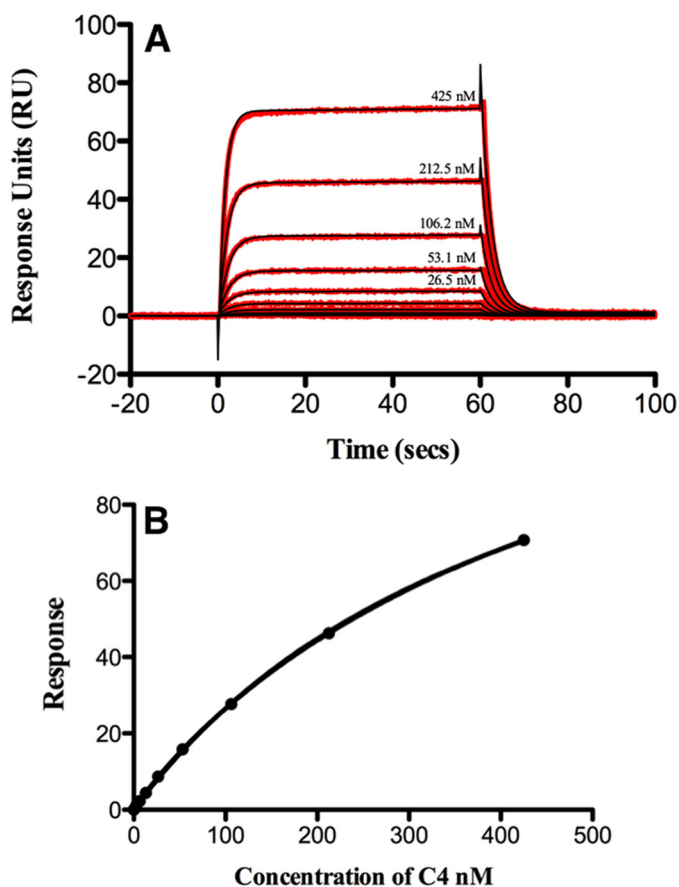 A
100
80
60
40
20
0
-20
Response Units (RU)
425 nM
212.5 nM
106.2 nM
53.1 nM
26.5 nM
-20 0 20 40 60 80 100
Time (secs)
B
80
60
40
20
0
Response
0 100 200 300 400 500
Concentration of C4 nM